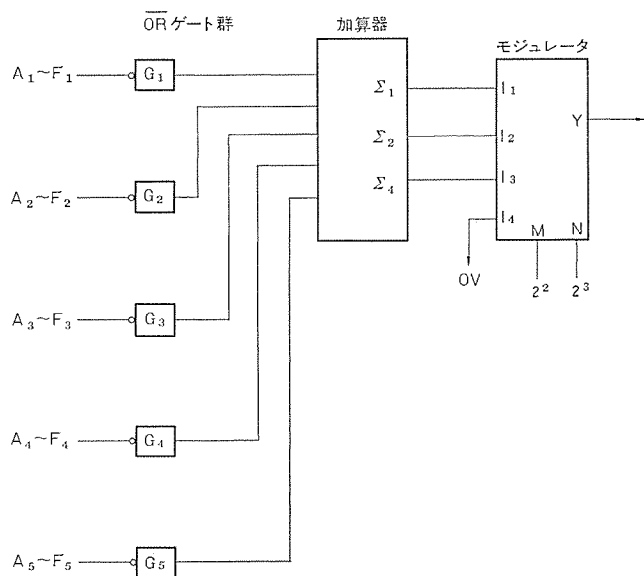 ORゲート群
加算器
モジュレータ
A₁~F₁
G₁
A₂~F₂
G₂
A₃~F₃
G₃
A₄~F₄
G₄
A₅~F₅
G₅
Σ₁
Σ₂
Σ₄
I₁
I₂
I₃
I₄
Y
M
N
0V
2²
2³